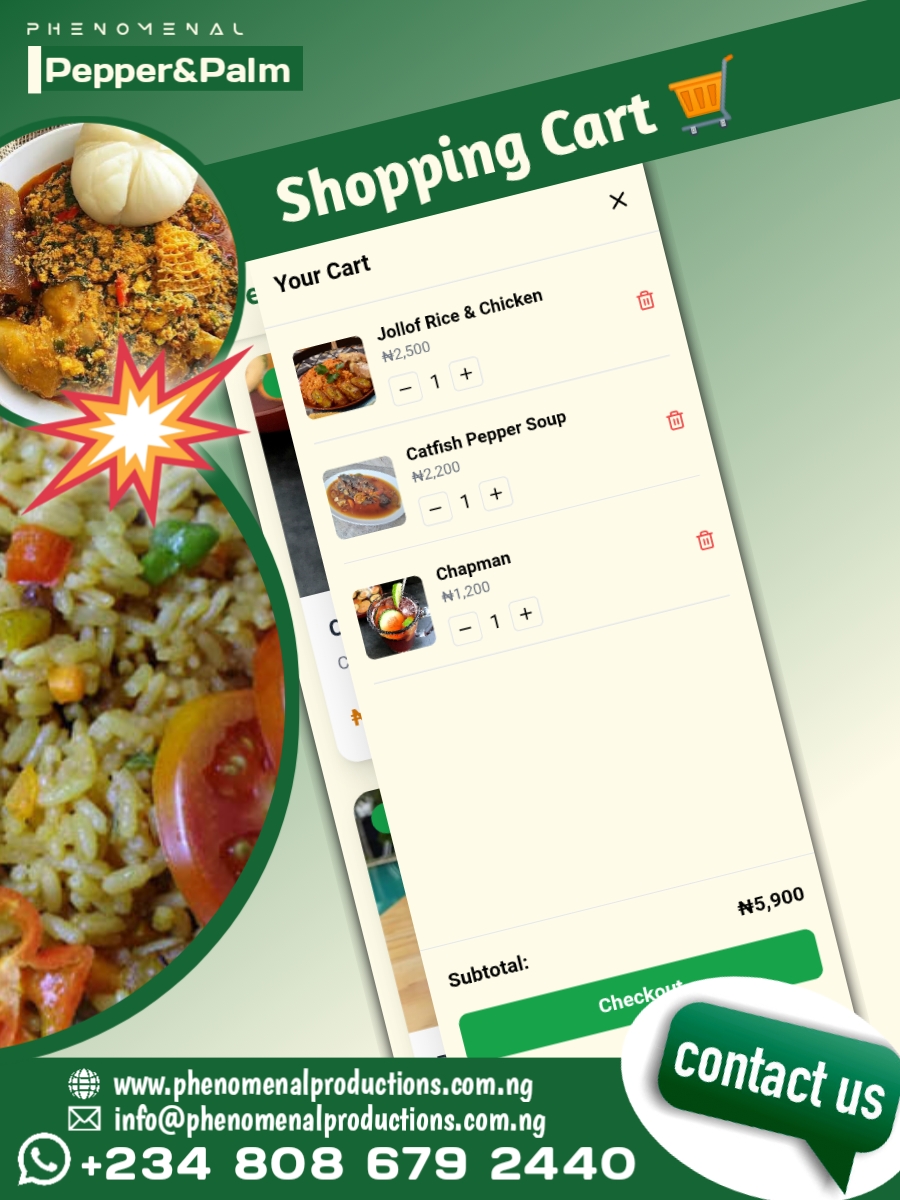 PHENOMENAL
Pepper&Palm
Shopping Cart
Your Cart
Jollof Rice & Chicken
₦2,500
1
Catfish Pepper Soup
₦2,200
1
Chapman
₦1,200
1
₦5,900
Subtotal:
Checkout
contact us
www.phenomenalproductions.com.ng
info@phenomenalproductions.com.ng
+234 808 679 2440